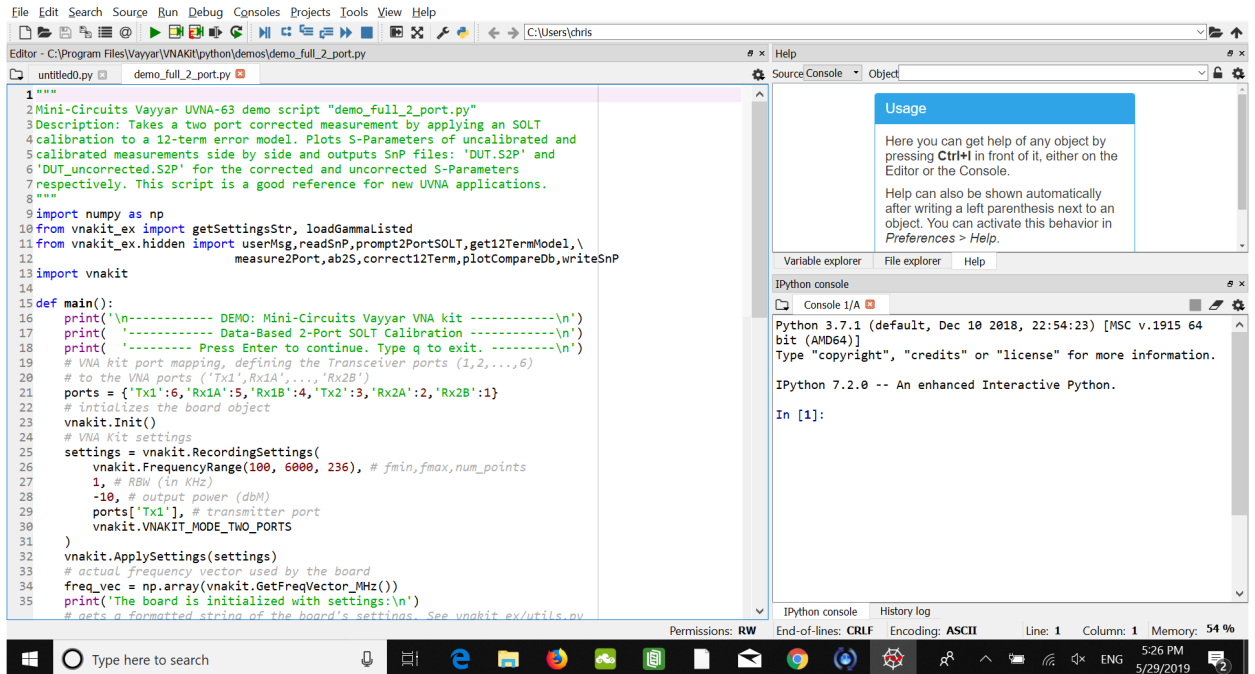 File Edit Search Source Run Debug Consoles Projects Tools View Help
C:\Users\chris
Editor - C:\Program Files\Vayyar\VNAKit\python\demos\demo_full_2_port.py
untitled0.py demo_full_2_port.py
1 """
2 Mini-Circuits Vayyar UVNA-63 demo script "demo_full_2_port.py"
3 Description: Takes a two port corrected measurement by applying an SOLT
4 calibration to a 12-term error model. Plots S-Parameters of uncalibrated and
5 calibrated measurements side by side and outputs SnP files: 'DUT.S2P' and
6 'DUT_uncorrected.S2P' for the corrected and uncorrected S-Parameters
7 respectively. This script is a good reference for new UVNA applications.
8 """
9 import numpy as np
10 from vnakit_ex import getSettingsStr, loadGammaListed
11 from vnakit_ex.hidden import userMsg,readSnP,prompt2PortSOLT,get12TermModel,\
12                             measure2Port,ab2S,correct12Term,plotCompareDb,writeSnP
13 import vnakit
14
15 def main():
16     print('\n------------ DEMO: Mini-Circuits Vayyar VNA kit ------------\n')
17     print(  '------------ Data-Based 2-Port SOLT Calibration ------------\n')
18     print(  '--------- Press Enter to continue. Type q to exit. ---------\n')
19     # VNA kit port mapping, defining the Transceiver ports (1,2,...,6)
20     # to the VNA ports ('Tx1',Rx1A',...,'Rx2B')
21     ports = {'Tx1':6,'Rx1A':5,'Rx1B':4,'Tx2':3,'Rx2A':2,'Rx2B':1}
22     # intializes the board object
23     vnakit.Init()
24     # VNA Kit settings
25     settings = vnakit.RecordingSettings(
26         vnakit.FrequencyRange(100, 6000, 236), # fmin,fmax,num_points
27         1, # RBW (in KHz)
28         -10, # output power (dbM)
29         ports['Tx1'], # transmitter port
30         vnakit.VNAKIT_MODE_TWO_PORTS
31     )
32     vnakit.ApplySettings(settings)
33     # actual frequency vector used by the board
34     freq_vec = np.array(vnakit.GetFreqVector_MHz())
35     print('The board is initialized with settings:\n')
# gets a formatted string of the board's settings. See vnakit_ex/utils.py
Help
Source Console Object
Usage
Here you can get help of any object by
pressing Ctrl+I in front of it, either on the
Editor or the Console.
Help can also be shown automatically
after writing a left parenthesis next to an
object. You can activate this behavior in
Preferences > Help.
Variable explorer File explorer Help
IPython console
Console 1/A
Python 3.7.1 (default, Dec 10 2018, 22:54:23) [MSC v.1915 64
bit (AMD64)]
Type "copyright", "credits" or "license" for more information.
IPython 7.2.0 -- An enhanced Interactive Python.
In [1]:
IPython console History log
Permissions: RW End-of-lines: CRLF Encoding: ASCII Line: 1 Column: 1 Memory: 54 %
Type here to search
ENG
5:26 PM
5/29/2019
2